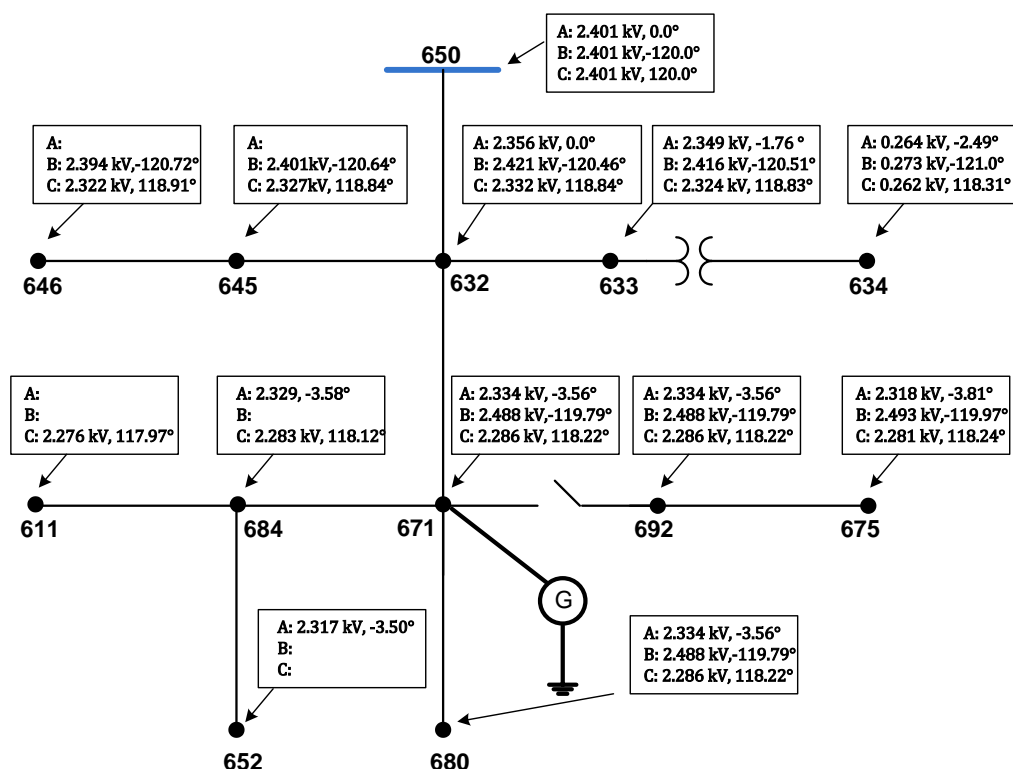 650
A: 2.401 kV, 0.0°
B: 2.401 kV,-120.0°
C: 2.401 kV, 120.0°
A:
B: 2.394 kV,-120.72°
C: 2.322 kV, 118.91°
A:
B: 2.401kV,-120.64°
C: 2.327kV, 118.84°
A: 2.356 kV, 0.0°
B: 2.421 kV,-120.46°
C: 2.332 kV, 118.84°
A: 2.349 kV, -1.76 °
B: 2.416 kV,-120.51°
C: 2.324 kV, 118.83°
A: 0.264 kV, -2.49°
B: 0.273 kV, -121.0°
C: 0.262 kV, 118.31°
646
645
632
633
634
A:
B:
C: 2.276 kV, 117.97°
A: 2.329, -3.58°
B:
C: 2.283 kV, 118.12°
A: 2.334 kV, -3.56°
B: 2.488 kV,-119.79°
C: 2.286 kV, 118.22°
A: 2.334 kV, -3.56°
B: 2.488 kV,-119.79°
C: 2.286 kV, 118.22°
A: 2.318 kV, -3.81°
B: 2.493 kV,-119.97°
C: 2.281 kV, 118.24°
611
684
671
692
675
G
A: 2.317 kV, -3.50°
B:
C:
A: 2.334 kV, -3.56°
B: 2.488 kV,-119.79°
C: 2.286 kV, 118.22°
652
680